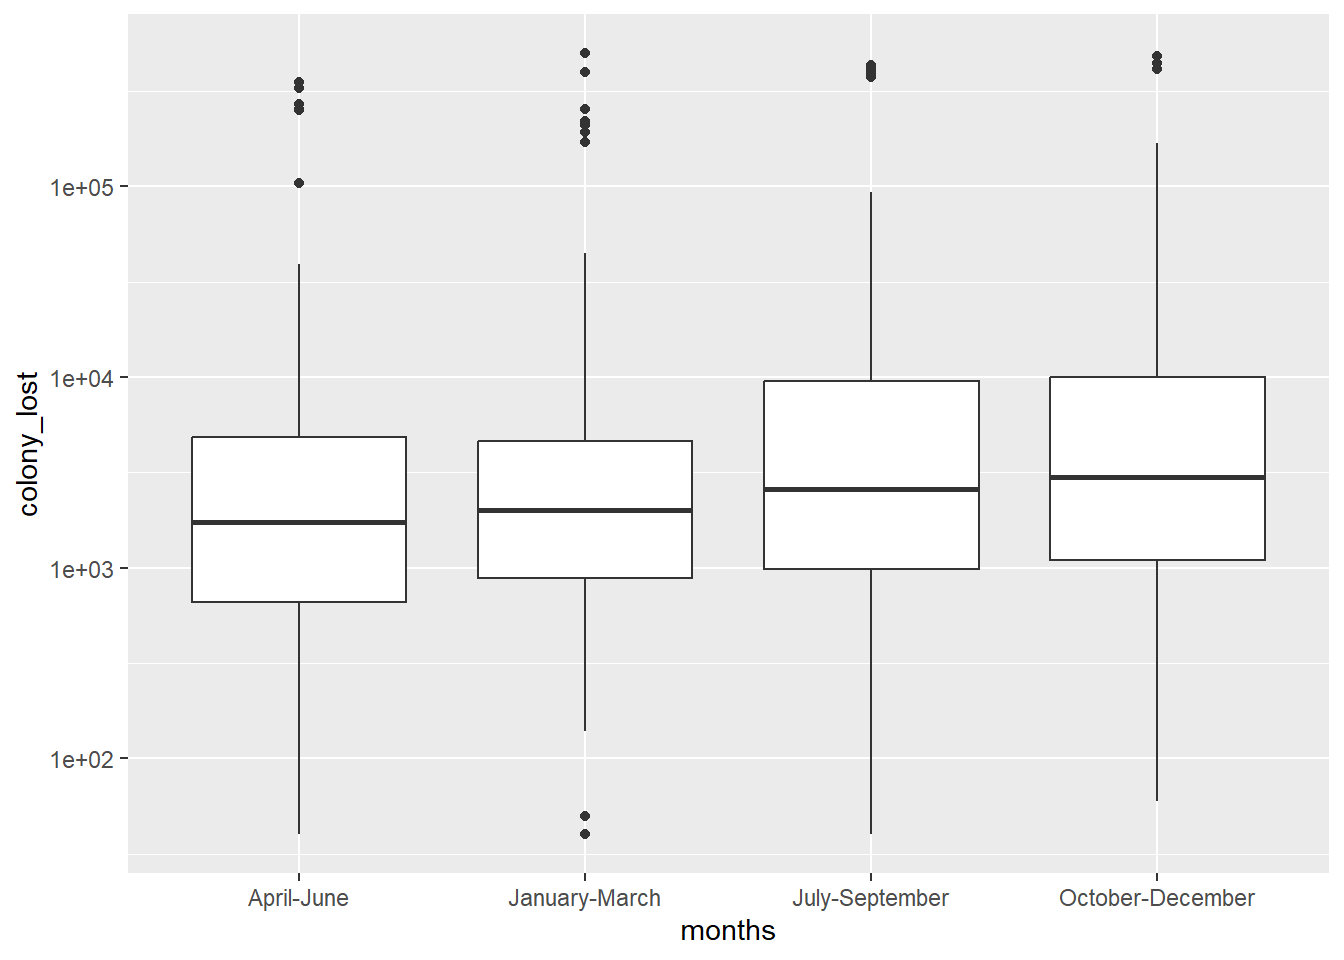 colony_lost
1e+05
1e+04
1e+03
1e+02
April-June
January-March
July-September
October-December
months